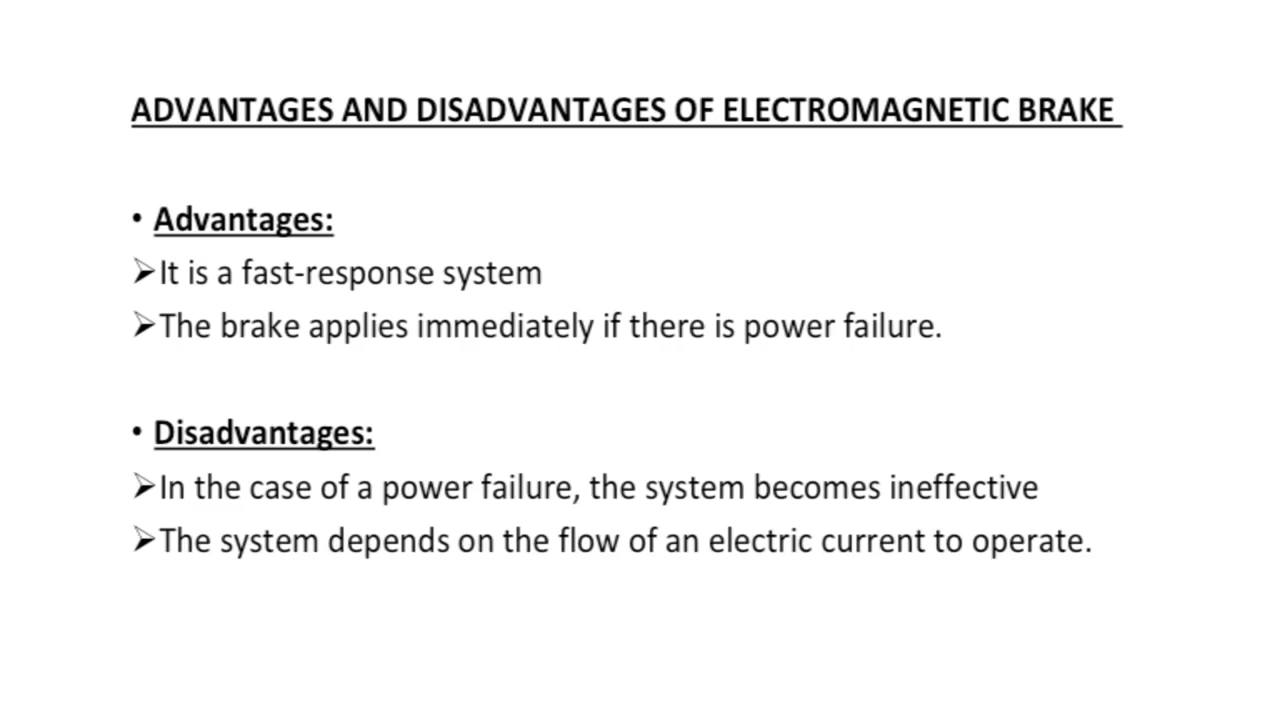 ADVANTAGES AND DISADVANTAGES OF ELECTROMAGNETIC BRAKE
• Advantages:
➢It is a fast-response system
➢The brake applies immediately if there is power failure.
• Disadvantages:
➢In the case of a power failure, the system becomes ineffective
➢The system depends on the flow of an electric current to operate.